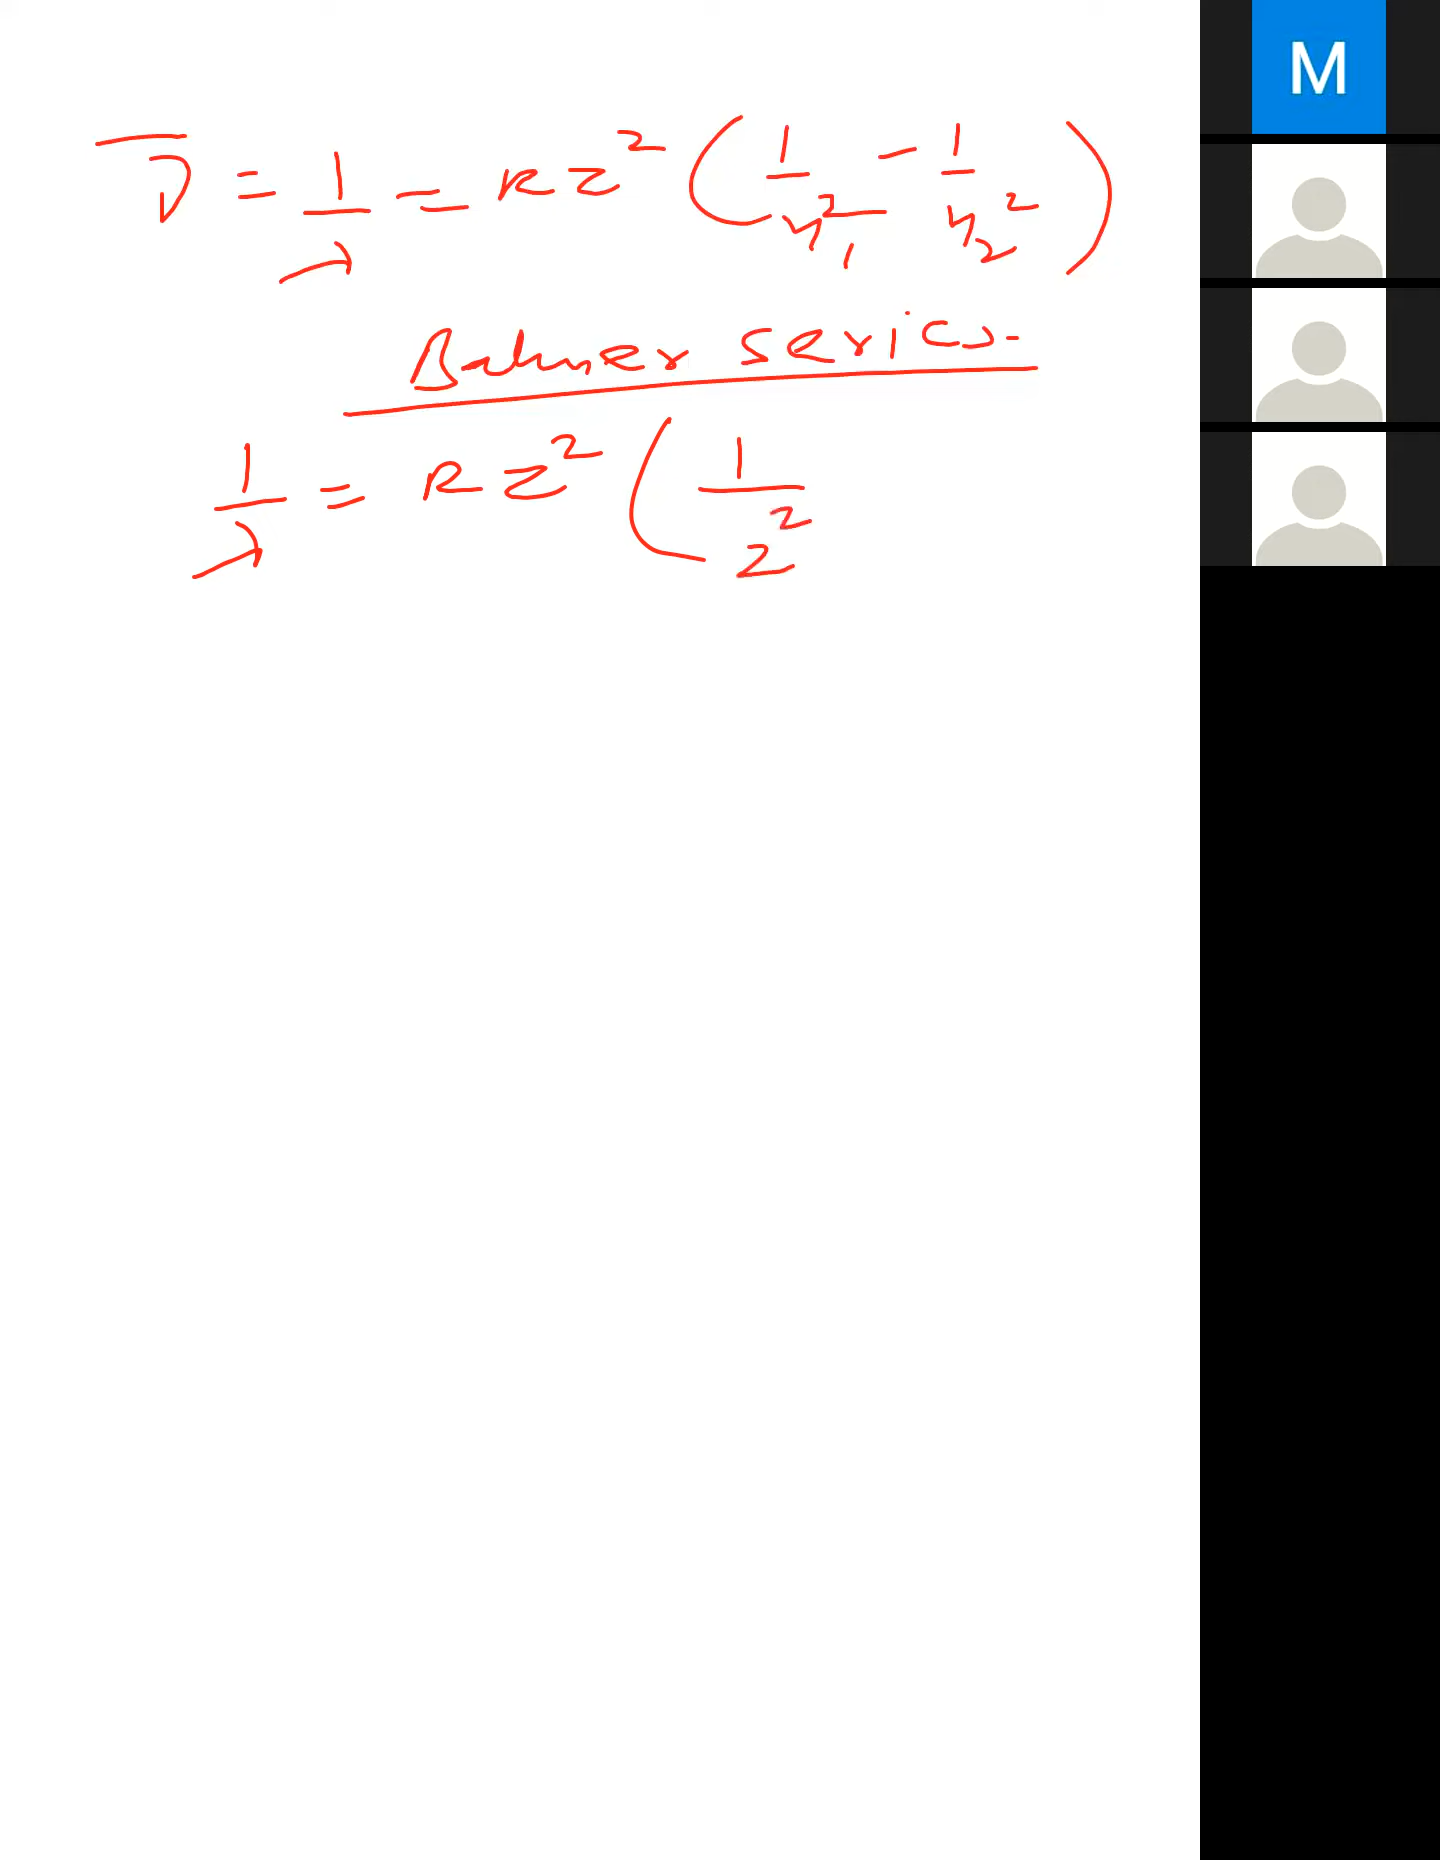 M
ν̅ = 1/λ = RZ² (1/n₁² - 1/n₂²)
Balmer series.
1/λ = RZ² (1/2²